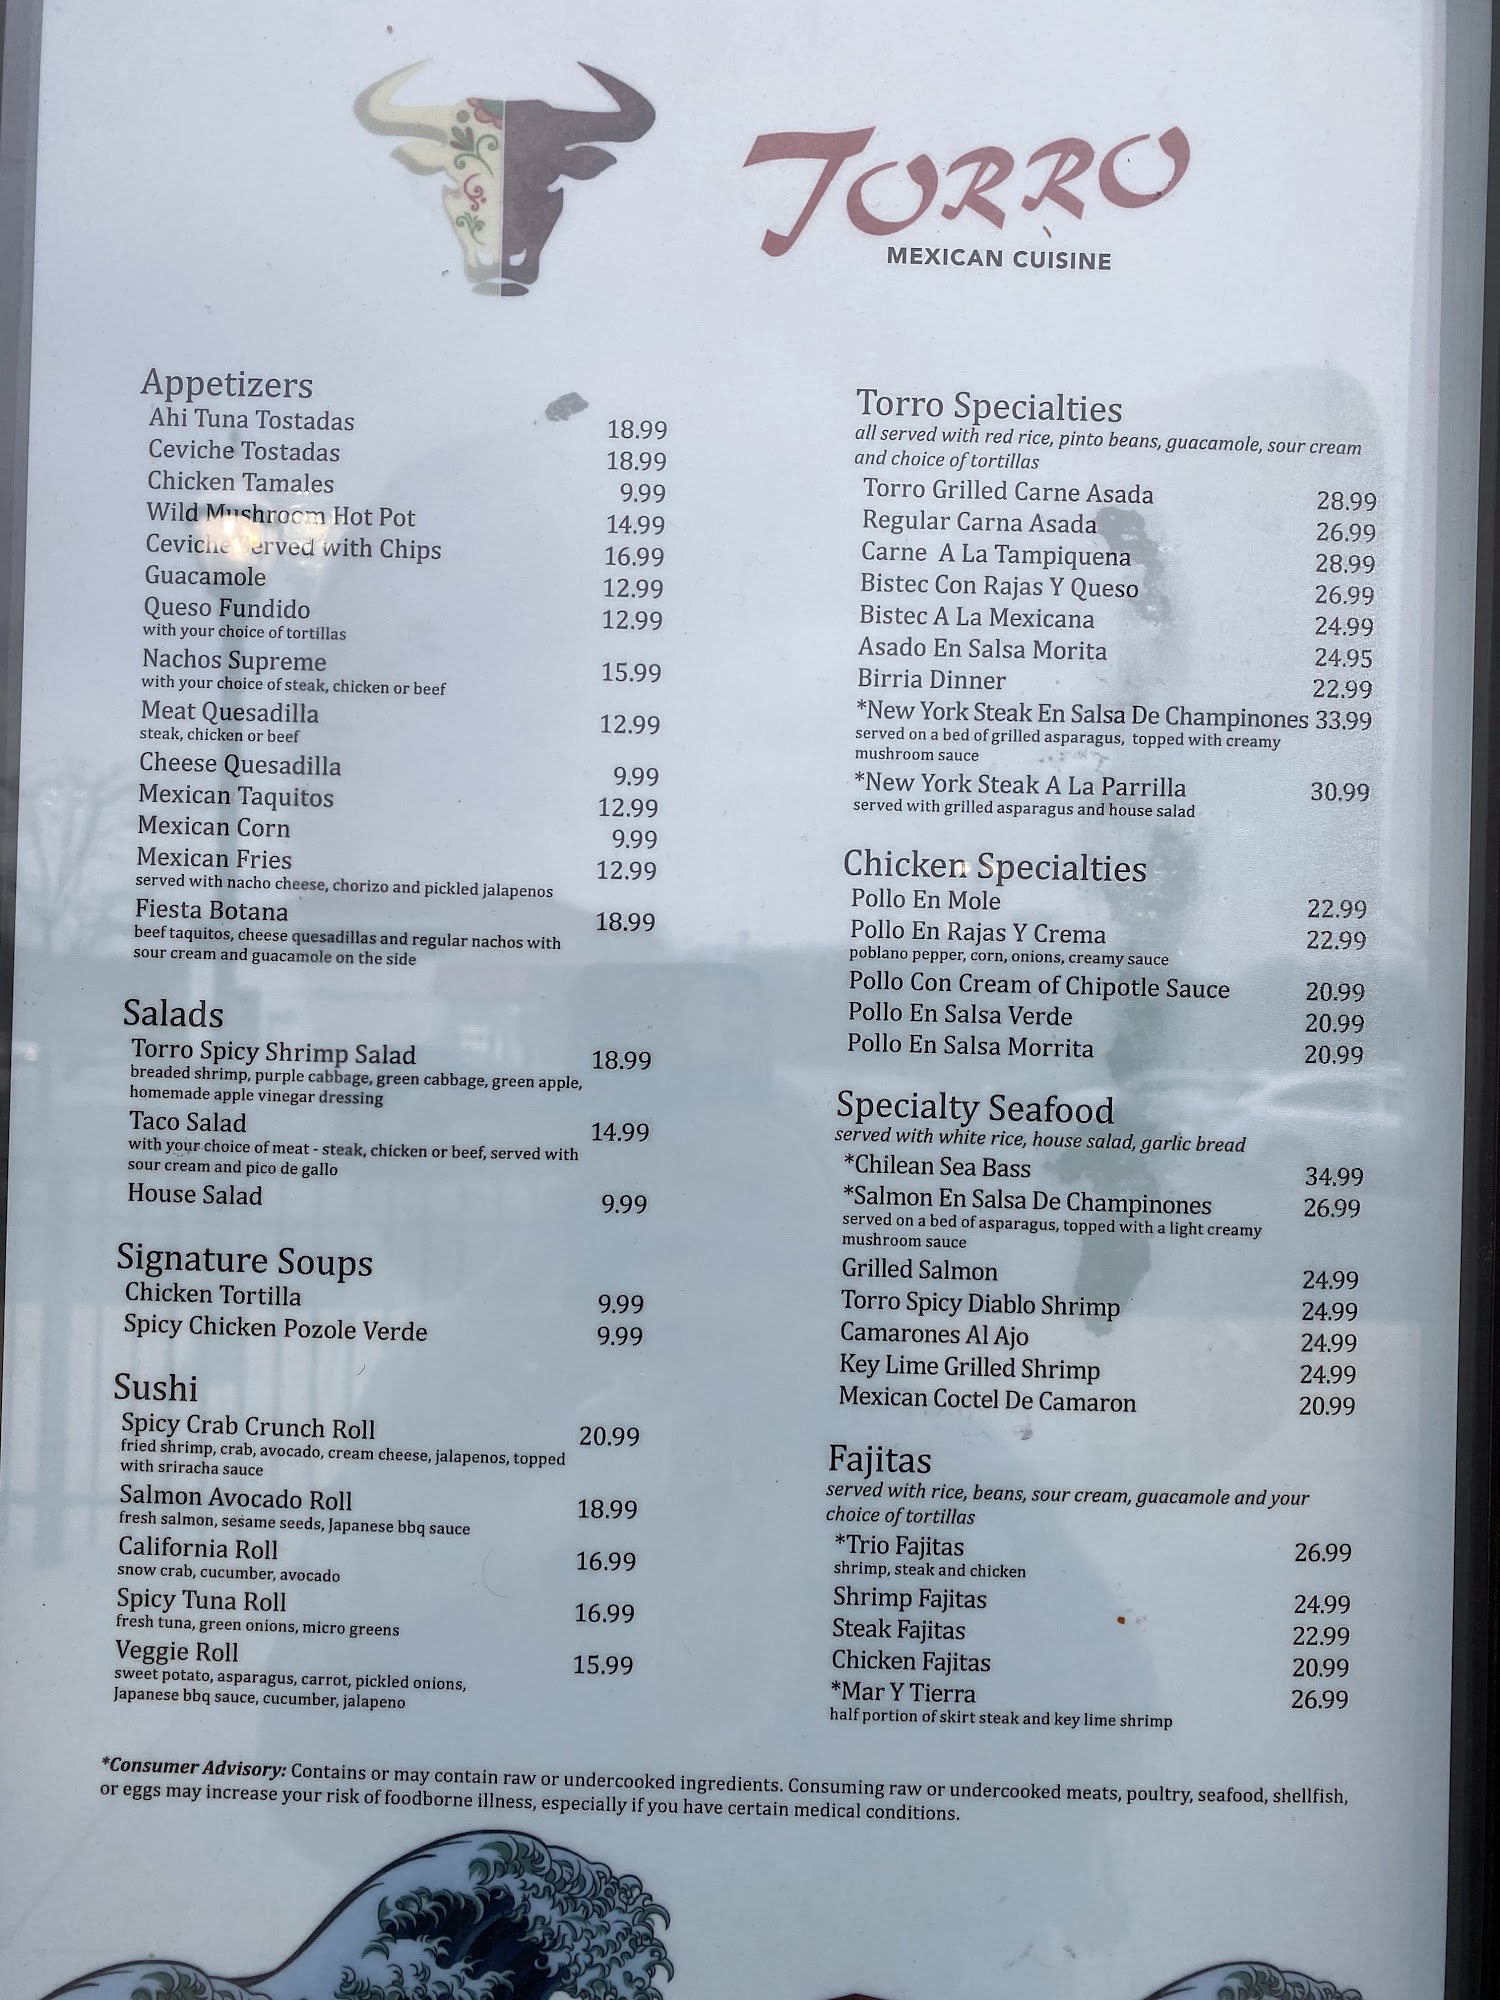 TORRO
MEXICAN CUISINE
Appetizers
Ahi Tuna Tostadas 18.99
Ceviche Tostadas 18.99
Chicken Tamales 9.99
Wild Mushroom Hot Pot 14.99
Ceviche Served with Chips 16.99
Guacamole 12.99
Queso Fundido 12.99
with your choice of tortillas
Nachos Supreme 15.99
with your choice of steak, chicken or beef
Meat Quesadilla 12.99
steak, chicken or beef
Cheese Quesadilla 9.99
Mexican Taquitos 12.99
Mexican Corn 9.99
Mexican Fries 12.99
served with nacho cheese, chorizo and pickled jalapenos
Fiesta Botana 18.99
beef taquitos, cheese quesadillas and regular nachos with
sour cream and guacamole on the side
Salads
Torro Spicy Shrimp Salad 18.99
breaded shrimp, purple cabbage, green cabbage, green apple,
homemade apple vinegar dressing
Taco Salad 14.99
with your choice of meat - steak, chicken or beef, served with
sour cream and pico de gallo
House Salad 9.99
Signature Soups
Chicken Tortilla 9.99
Spicy Chicken Pozole Verde 9.99
Sushi
Spicy Crab Crunch Roll 20.99
fried shrimp, crab, avocado, cream cheese, jalapenos, topped
with sriracha sauce
Salmon Avocado Roll 18.99
fresh salmon, sesame seeds, Japanese bbq sauce
California Roll 16.99
snow crab, cucumber, avocado
Spicy Tuna Roll 16.99
fresh tuna, green onions, micro greens
Veggie Roll 15.99
sweet potato, asparagus, carrot, pickled onions,
Japanese bbq sauce, cucumber, jalapeno
Torro Specialties
all served with red rice, pinto beans, guacamole, sour cream
and choice of tortillas
Torro Grilled Carne Asada 28.99
Regular Carna Asada 26.99
Carne A La Tampiquena 28.99
Bistec Con Rajas Y Queso 26.99
Bistec A La Mexicana 24.99
Asado En Salsa Morita 24.95
Birria Dinner 22.99
*New York Steak En Salsa De Champinones 33.99
served on a bed of grilled asparagus, topped with creamy
mushroom sauce
*New York Steak A La Parrilla 30.99
served with grilled asparagus and house salad
Chicken Specialties
Pollo En Mole 22.99
Pollo En Rajas Y Crema 22.99
poblano pepper, corn, onions, creamy sauce
Pollo Con Cream of Chipotle Sauce 20.99
Pollo En Salsa Verde 20.99
Pollo En Salsa Morrita 20.99
Specialty Seafood
served with white rice, house salad, garlic bread
*Chilean Sea Bass 34.99
*Salmon En Salsa De Champinones 26.99
served on a bed of asparagus, topped with a light creamy
mushroom sauce
Grilled Salmon 24.99
Torro Spicy Diablo Shrimp 24.99
Camarones Al Ajo 24.99
Key Lime Grilled Shrimp 24.99
Mexican Coctel De Camaron 20.99
Fajitas
served with rice, beans, sour cream, guacamole and your
choice of tortillas
*Trio Fajitas 26.99
shrimp, steak and chicken
Shrimp Fajitas 24.99
Steak Fajitas 22.99
Chicken Fajitas 20.99
*Mar Y Tierra 26.99
half portion of skirt steak and key lime shrimp
*Consumer Advisory: Contains or may contain raw or undercooked ingredients. Consuming raw or undercooked meats, poultry, seafood, shellfish,
or eggs may increase your risk of foodborne illness, especially if you have certain medical conditions.